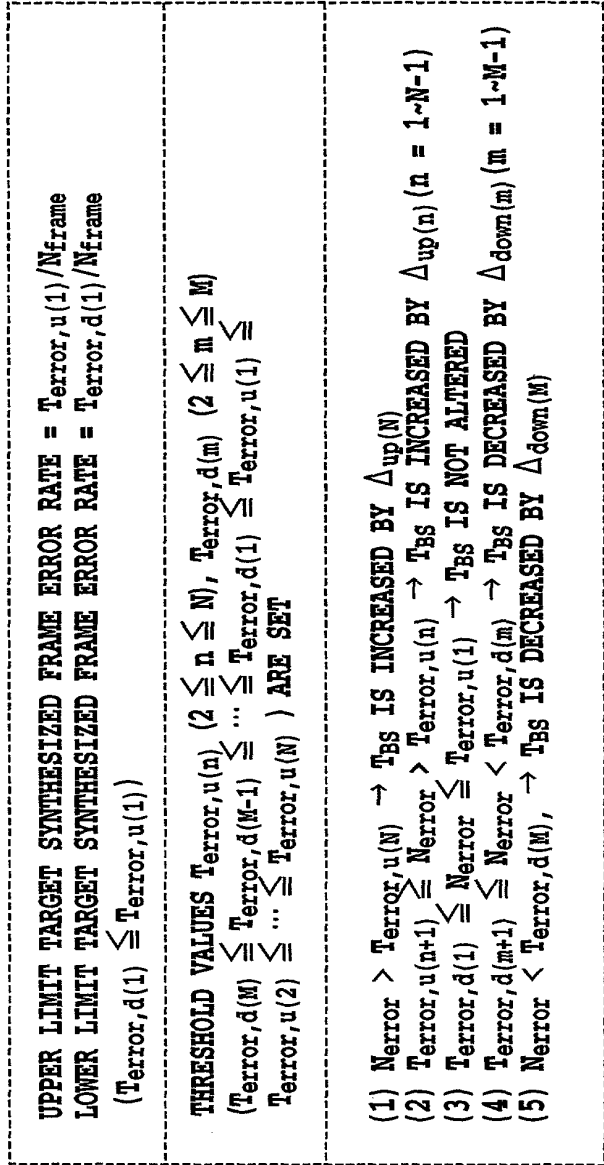 UPPER LIMIT TARGET SYNTHESIZED FRAME ERROR RATE = Terror,u(1)/Nframe
LOWER LIMIT TARGET SYNTHESIZED FRAME ERROR RATE = Terror,d(1)/Nframe
(Terror,d(1) ≦ Terror,u(1))
THRESHOLD VALUES Terror,u(n) (2 ≦ n ≦ N), Terror,d(m) (2 ≦ m ≦ M)
(Terror,d(M) ≦ Terror,d(M-1) ≦ ... ≦ Terror,d(1) ≦ Terror,u(1) ≦
Terror,u(2) ≦ ... ≦ Terror,u(N) ) ARE SET
(1) Nerror > Terror,u(N) → TBS IS INCREASED BY Δup(N)
(2) Terror,u(n+1) ≧ Nerror > Terror,u(n) → TBS IS INCREASED BY Δup(n) (n = 1~N-1)
(3) Terror,d(1) ≦ Nerror ≦ Terror,u(1) → TBS IS NOT ALTERED
(4) Terror,d(m+1) ≦ Nerror < Terror,d(m) → TBS IS DECREASED BY Δdown(m) (m = 1~M-1)
(5) Nerror < Terror,d(M), → TBS IS DECREASED BY Δdown(M)